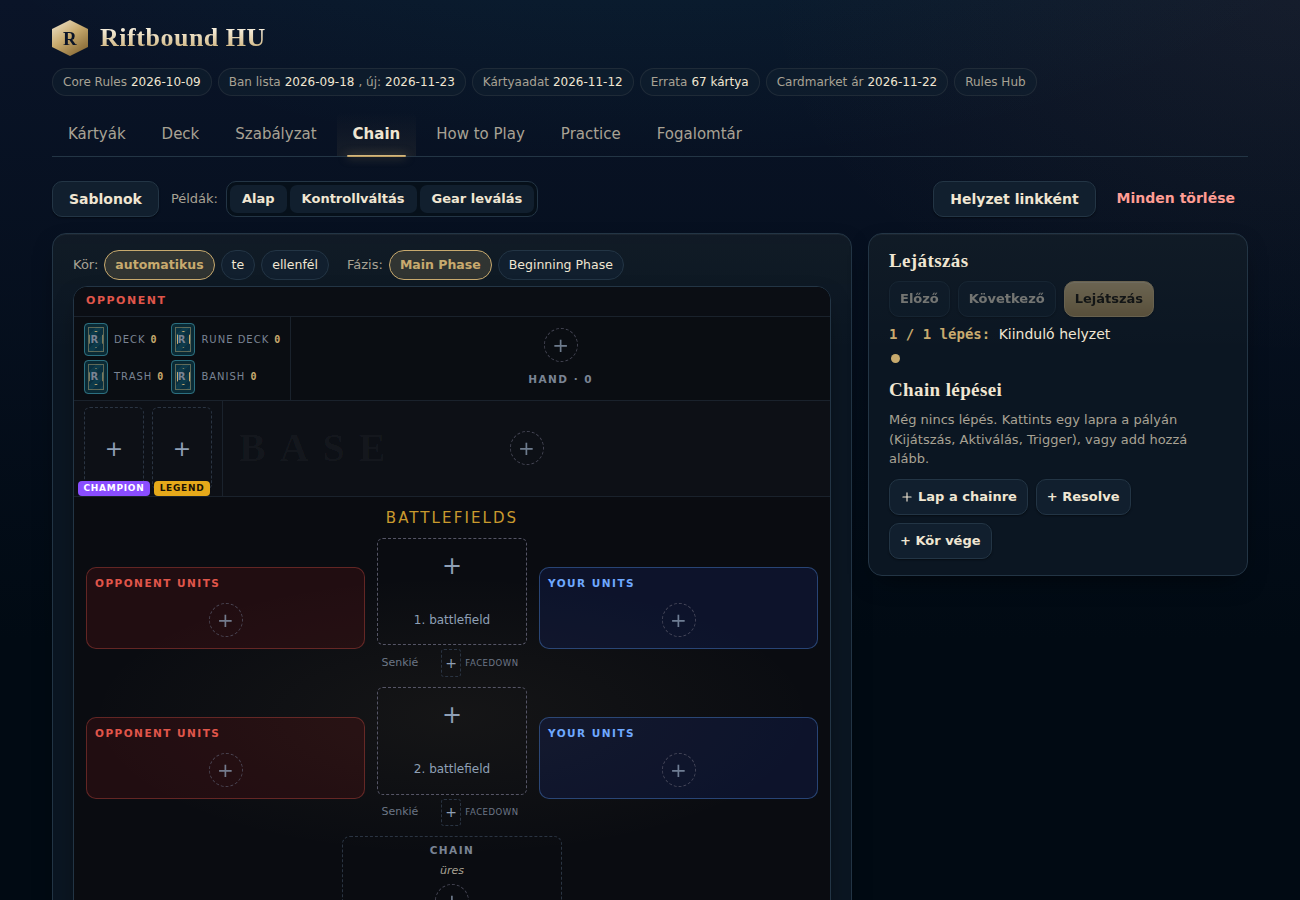 R Riftbound HU
Core Rules 2026-10-09 Ban lista 2026-09-18 , új: 2026-11-23 Kártyaadat 2026-11-12 Errata 67 kártya Cardmarket ár 2026-11-22 Rules Hub
Kártyák Deck Szabályzat Chain How to Play Practice Fogalomtár
Sablonok Példák: Alap Kontrollváltás Gear leválás Helyzet linkként Minden törlése
Kör: automatikus te ellenfél Fázis: Main Phase Beginning Phase
OPPONENT
R DECK 0 R RUNE DECK 0
+
R TRASH 0 R BANISH 0
HAND · 0
+ + BASE +
CHAMPION LEGEND
BATTLEFIELDS
OPPONENT UNITS
+
+
1. battlefield
YOUR UNITS
+
Senkié + FACEDOWN
OPPONENT UNITS
+
+
2. battlefield
YOUR UNITS
+
Senkié + FACEDOWN
CHAIN
üres
+
Lejátszás
Előző Következő Lejátszás
1 / 1 lépés: Kiinduló helyzet
Chain lépései
Még nincs lépés. Kattints egy lapra a pályán
(Kijátszás, Aktiválás, Trigger), vagy add hozzá
alább.
+ Lap a chainre + Resolve
+ Kör vége